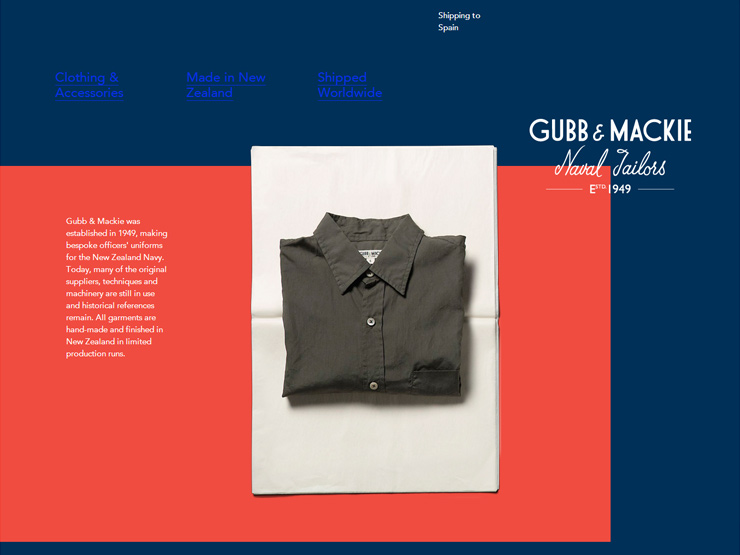 Shipping to
Spain
Clothing &
Accessories
Made in New
Zealand
Shipped
Worldwide
GUBB & MACKIE
Naval Tailors
ESTD. 1949
Gubb & Mackie was
established in 1949, making
bespoke officers' uniforms
for the New Zealand Navy.
Today, many of the original
suppliers, techniques and
machinery are still in use
and historical references
remain. All garments are
hand-made and finished in
New Zealand in limited
production runs.